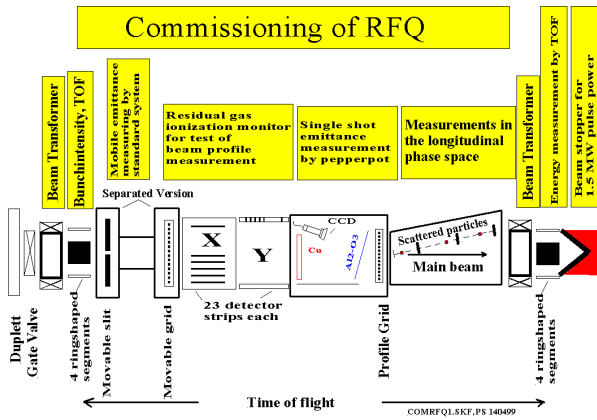 Commissioning of RFQ
Beam Transformer
Bunchintensity, TOF
Mobile emittance
measuring by
standard system
Residual gas
ionization monitor
for test of
beam profile
measurement
Single shot
emittance
measurement
by pepperpot
Measurements in
the longitudinal
phase space
Beam Transformer
Energy measurement by TOF
Beam stopper for
1.5 MW pulse power
Separated Version
X
Y
CCD
Cu
Al2-O3
Scattered particles
Main beam
23 detector
strips each
Duplett
Gate Valve
4 ringshaped
segments
Movable slit
Movable grid
Profile Grid
4 ringshaped
segments
Time of flight
COMRFQ1.SKF, PS 140499